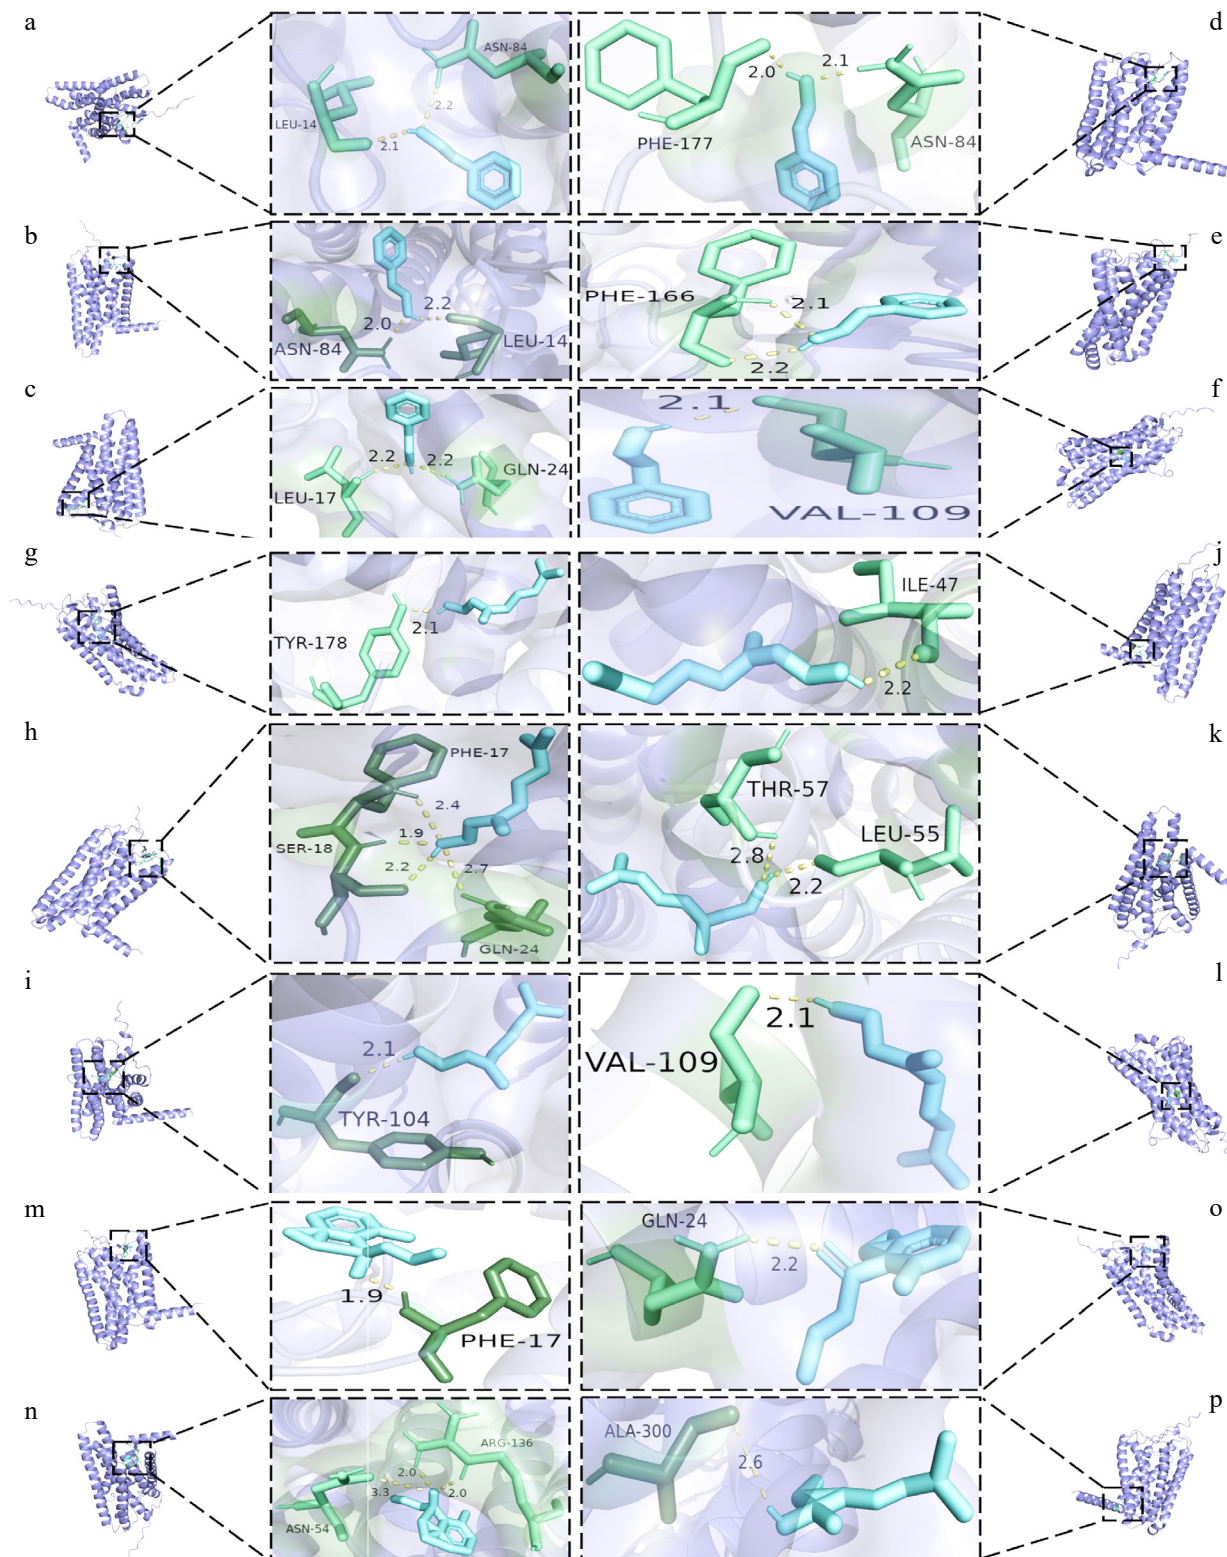 a
ASN-84
2.2
LEU-14
2.1
d
2.0
2.1
PHE-177
ASN-84
b
2.2
2.0
ASN-84
LEU-14
e
PHE-166
2.1
2.2
c
2.2
2.2
GLN-24
LEU-17
f
2.1
VAL-109
g
2.1
TYR-178
j
ILE-47
2.2
h
PHE-17
2.4
1.9
SER-18
2.2
2.7
GLN-24
k
THR-57
LEU-55
2.8
2.2
i
2.1
TYR-104
l
2.1
VAL-109
m
1.9
PHE-17
o
GLN-24
2.2
n
ARG-136
2.0
3.3
2.0
ASN-54
p
ALA-300
2.6